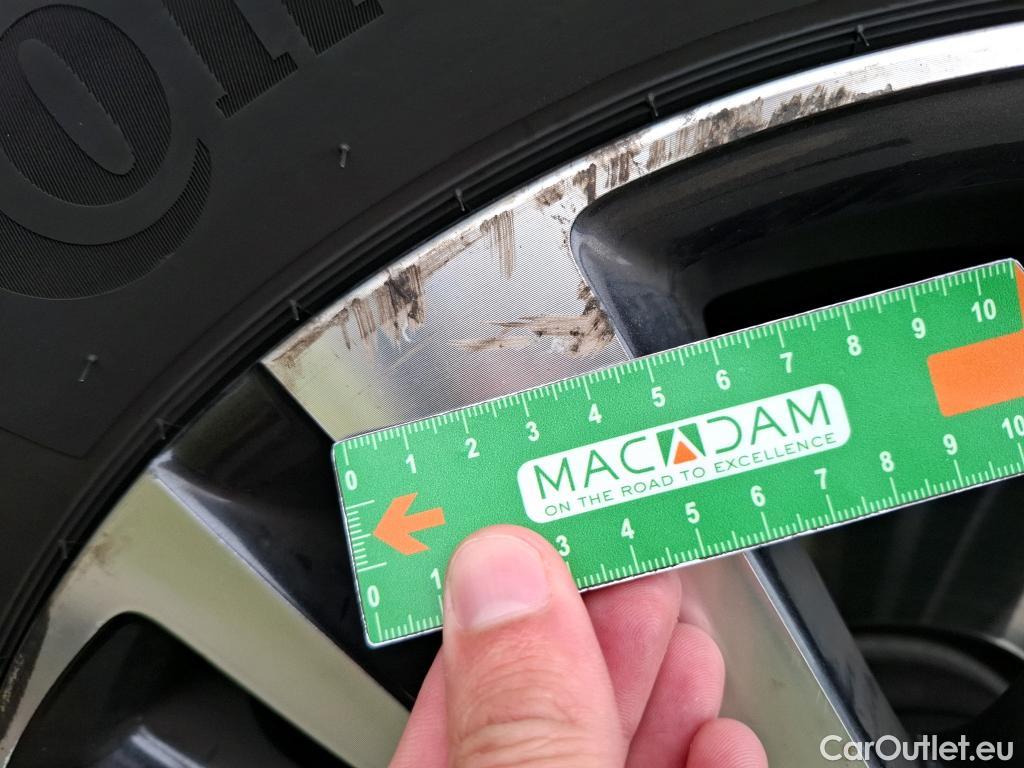 0 1 2 3 4 5 6 7 8 9 10
MACADAM
ON THE ROAD TO EXCELLENCE
0 1 3 4 5 6 7 8 9 10
CarOutlet.eu